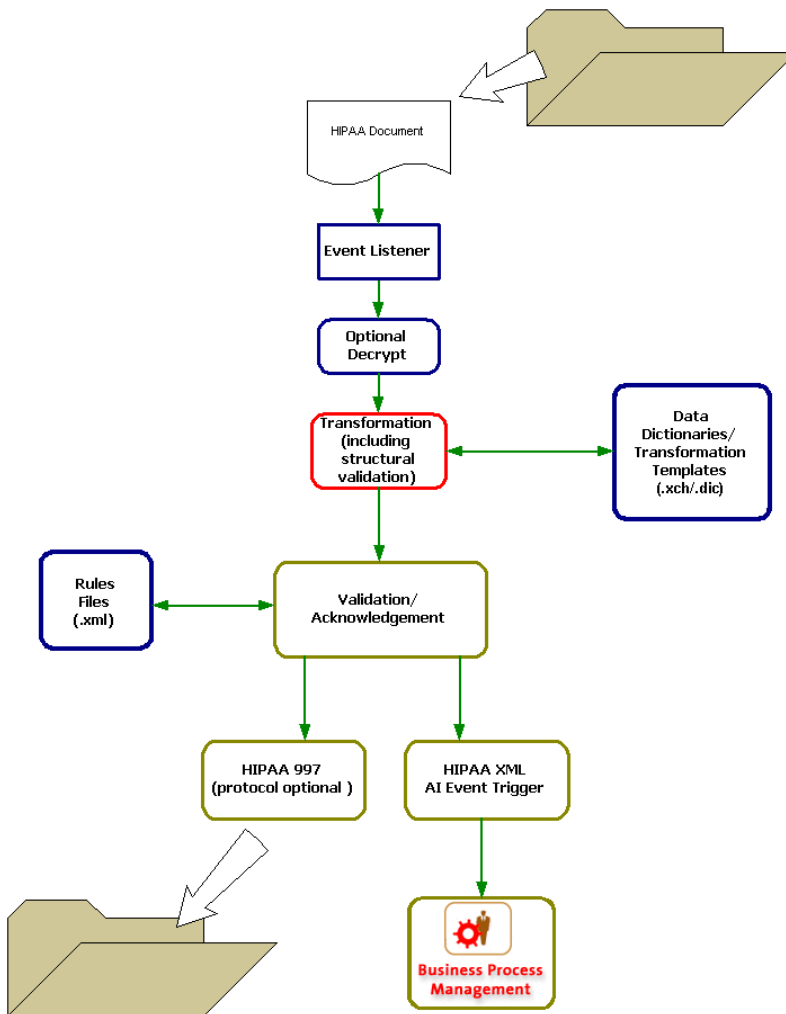 HIPAA Document
Event Listener
Optional
Decrypt
Transformation
(including
structural
validation)
Data
Dictionaries/
Transformation
Templates
(.xch/.dic)
Rules
Files
(.xml)
Validation/
Acknowledgement
HIPAA 997
(protocol optional )
HIPAA XML
AI Event Trigger
Business Process
Management